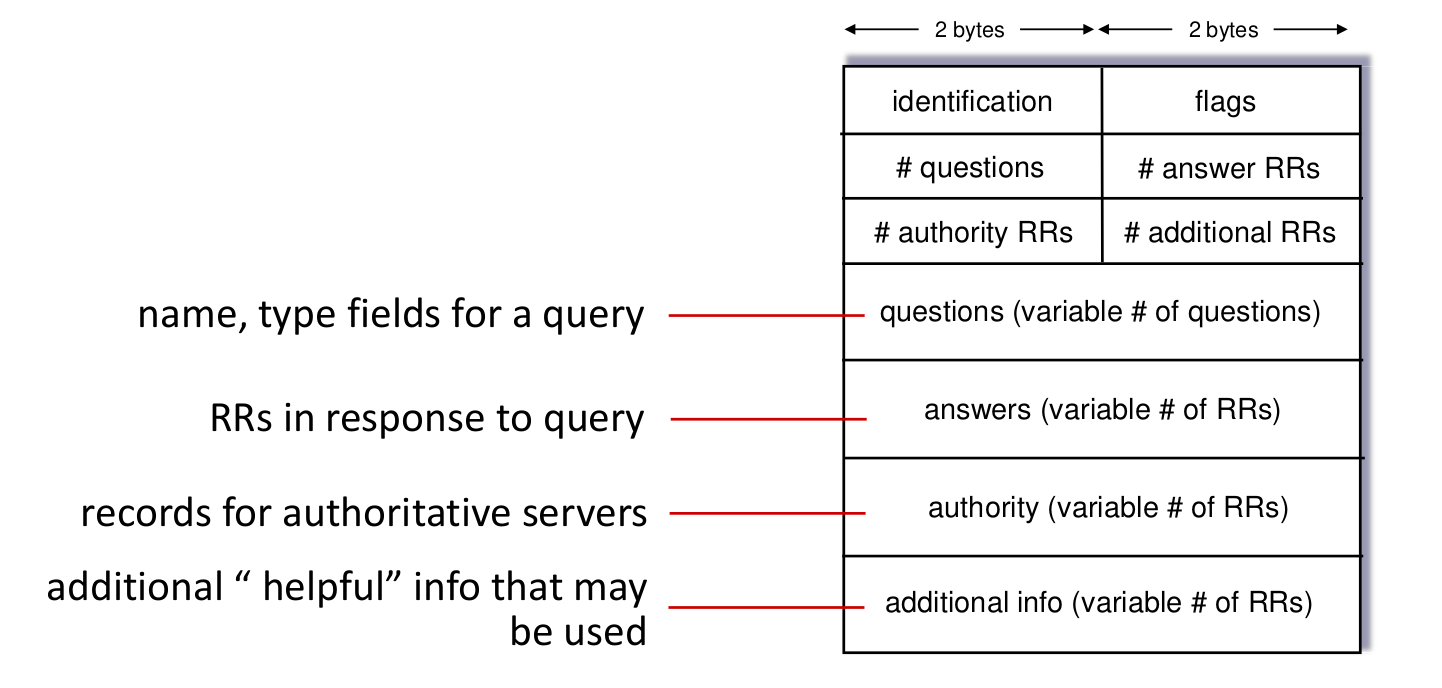 2 bytes 2 bytes
identification flags
# questions # answer RRs
# authority RRs # additional RRs
name, type fields for a query questions (variable # of questions)
RRs in response to query answers (variable # of RRs)
records for authoritative servers authority (variable # of RRs)
additional “ helpful” info that may
be used
additional info (variable # of RRs)